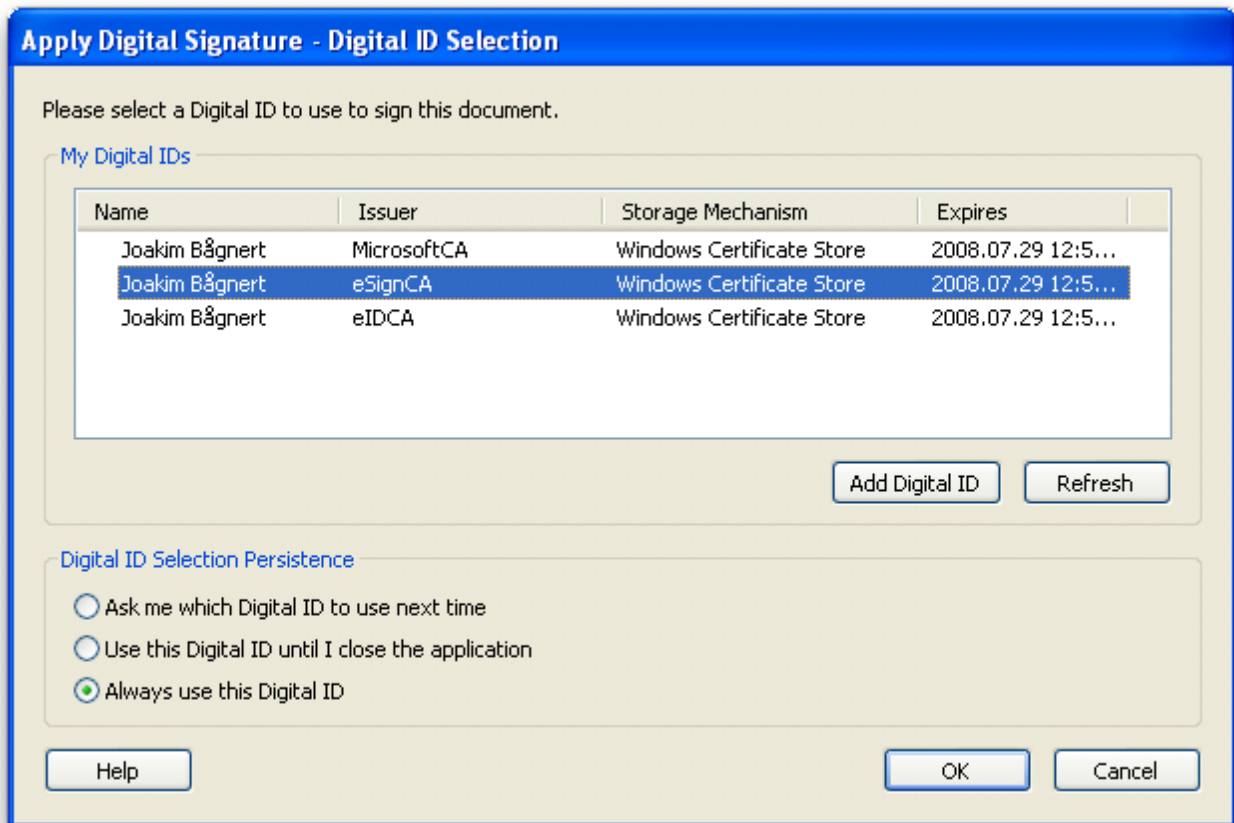 Apply Digital Signature - Digital ID Selection
Please select a Digital ID to use to sign this document.
My Digital IDs
Name Issuer Storage Mechanism Expires
Joakim Bågnert MicrosoftCA Windows Certificate Store 2008.07.29 12:5...
Joakim Bågnert eSignCA Windows Certificate Store 2008.07.29 12:5...
Joakim Bågnert eIDCA Windows Certificate Store 2008.07.29 12:5...
Add Digital ID Refresh
Digital ID Selection Persistence
Ask me which Digital ID to use next time
Use this Digital ID until I close the application
Always use this Digital ID
Help OK Cancel